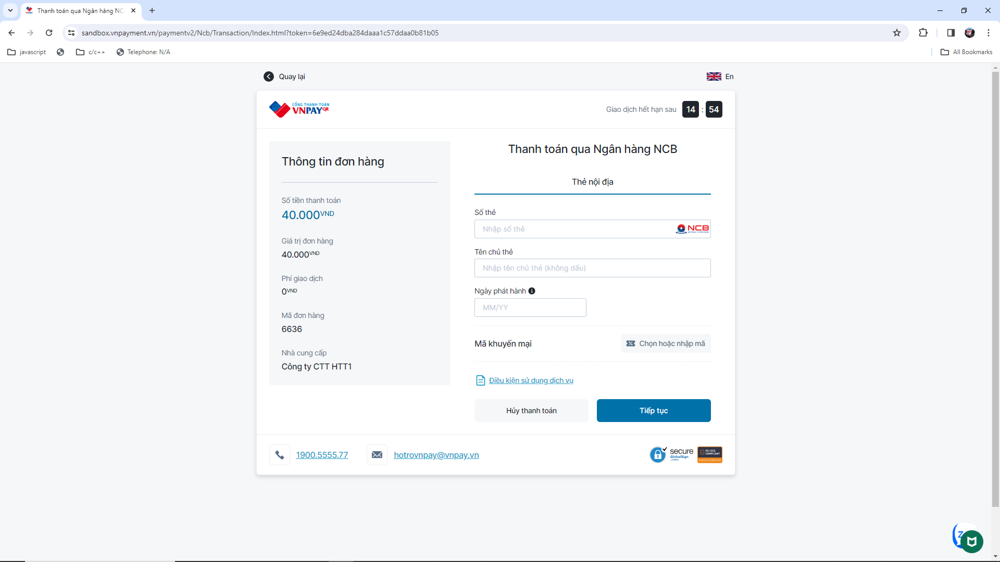 Thanh toán qua Ngân hàng NC
sandbox.vnpayment.vn/paymentv2/Ncb/Transaction/Index.html?token=6e9ed24dba284daaa1c57ddaa0b81b05
javascript
c/c++
Telephone: N/A
All Bookmarks
Quay lại
En
CỔNG THANH TOÁN
VNPAYQR
Giao dịch hết hạn sau 14 : 54
Thông tin đơn hàng
Số tiền thanh toán
40.000VND
Giá trị đơn hàng
40.000VND
Phí giao dịch
0VND
Mã đơn hàng
6636
Nhà cung cấp
Công ty CTT HTT1
Thanh toán qua Ngân hàng NCB
Thẻ nội địa
Số thẻ
Nhập số thẻ
NCB
Tên chủ thẻ
Nhập tên chủ thẻ (không dấu)
Ngày phát hành
MM/YY
Mã khuyến mại
Chọn hoặc nhập mã
Điều kiện sử dụng dịch vụ
Hủy thanh toán
Tiếp tục
1900.5555.77
hotrovnpay@vnpay.vn
secure
GlobalSign
PCI DSS
COMPLIANT